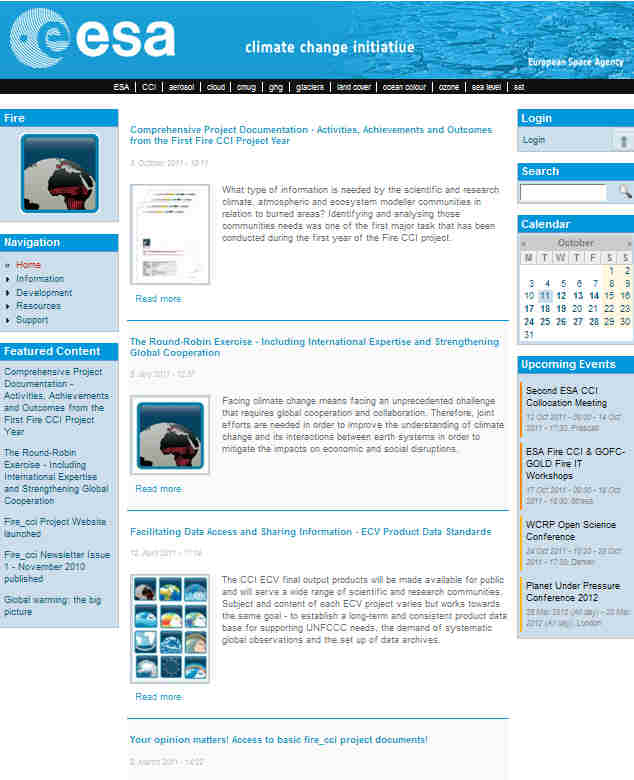 esa
climate change initiative
European Space Agency
ESA | CCI | aerosol | cloud | cmug | ghg | glaciers | land cover | ocean colour | ozone | sea level | sst
Fire
Navigation
» Home
Information
Development
Resources
Support
Featured Content
Comprehensive Project
Documentation -
Activities, Achievements
and Outcomes from the
First Fire CCI Project
Year
The Round-Robin
Exercise - Including
International Expertise
and Strengthening Global
Cooperation
Fire_cci Project Website
launched
Fire_cci Newsletter Issue
1 - November 2010
published
Global warming: the big
picture
Comprehensive Project Documentation - Activities, Achievements and Outcomes
from the First Fire CCI Project Year
October 2011 -
What type of information is needed by the scientific and research
climate, atmospheric and ecosystem modeller communities in
relation to burned areas? Identifying and analysing those
communities needs was one of the first major task that has been
conducted during the first year of the Fire CCI project.
Read more
The Round-Robin Exercise - Including International Expertise and Strengthening
Global Cooperation
July 2011 -
Facing climate change means facing an unprecedented challenge
that requires global cooperation and collaboration. Therefore, joint
efforts are needed in order to improve the understanding of climate
change and its interactions between earth systems in order to
mitigate the impacts on economic and social disruptions.
Read more
Facilitating Data Access and Sharing Information - ECV Product Data Standards
April 2011 -
The CCI ECV final output products will be made available for public
and will serve a wide range of scientific and research communities.
Subject and content of each ECV project varies but works towards
the same goal - to establish a long-term and consistent product data
base for supporting UNFCCC needs, the demand of systematic
global observations and the set up of data archives.
Read more
Your opinion matters! Access to basic fire_cci project documents!
March 2011 -
Login
Login
Search
Calendar
« October »
M T W T F S S
1 2
3 4 5 6 7 8 9
10 11 12 13 14 15 16
17 18 19 20 21 22 23
24 25 26 27 28 29 30
31
Upcoming Events
Second ESA CCI
Collocation Meeting
12 Oct 2011 - 09:00 - 14 Oct
2011 - 17:30, Frascati
ESA Fire CCI & GOFC-
GOLD Fire IT
Workshops
17 Oct 2011 - 09:00 - 18 Oct
2011 - 18:00, Stresa
WCRP Open Science
Conference
24 Oct 2011 - 28 Oct
2011 - 17:30, Denver
Planet Under Pressure
Conference 2012
26 Mar 2012 (All day) - Mar
2012 (All day), London